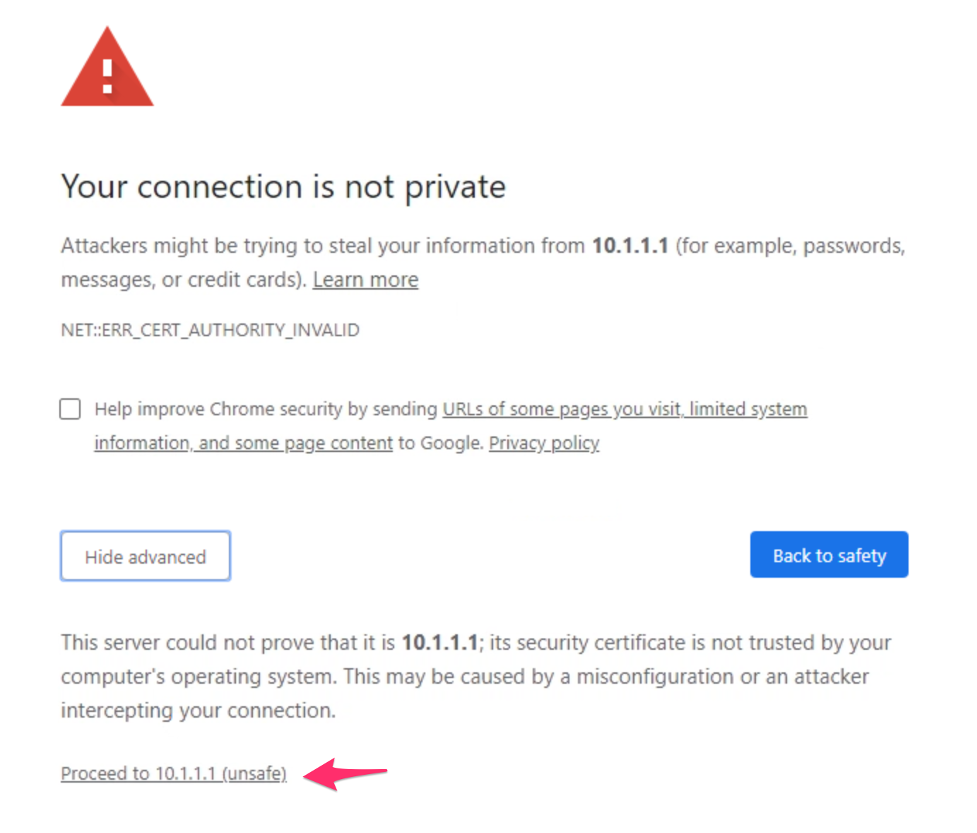 Your connection is not private
Attackers might be trying to steal your information from 10.1.1.1 (for example, passwords,
messages, or credit cards). Learn more
NET::ERR_CERT_AUTHORITY_INVALID
Help improve Chrome security by sending URLs of some pages you visit, limited system
information, and some page content to Google. Privacy policy
Hide advanced
Back to safety
This server could not prove that it is 10.1.1.1; its security certificate is not trusted by your
computer's operating system. This may be caused by a misconfiguration or an attacker
intercepting your connection.
Proceed to 10.1.1.1 (unsafe)